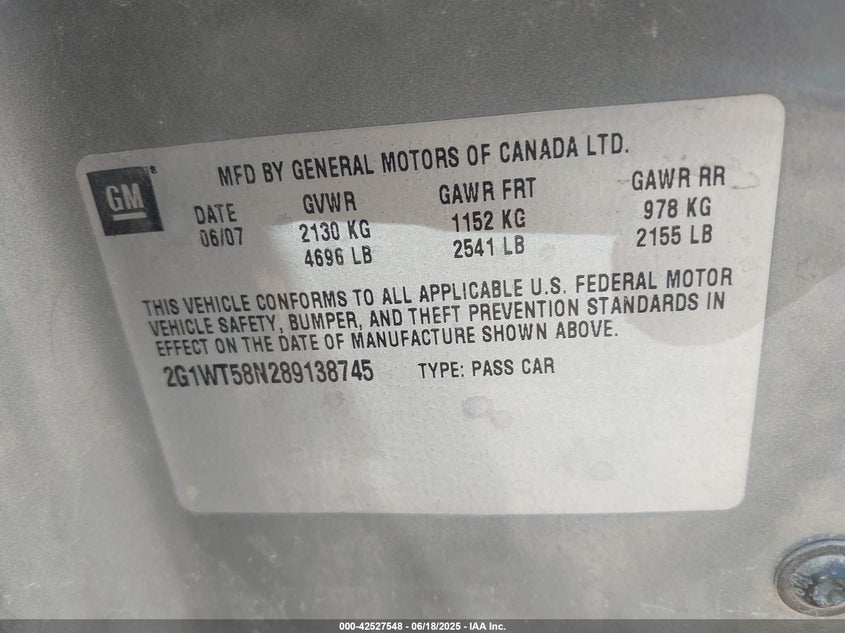 MFD BY GENERAL MOTORS OF CANADA LTD.
GM®
DATE GVWR GAWR FRT GAWR RR
06/07 2130 KG 1152 KG 978 KG
4696 LB 2541 LB 2155 LB
THIS VEHICLE CONFORMS TO ALL APPLICABLE U.S. FEDERAL MOTOR
VEHICLE SAFETY, BUMPER, AND THEFT PREVENTION STANDARDS IN
EFFECT ON THE DATE OF MANUFACTURE SHOWN ABOVE.
2G1WT58N289138745 TYPE: PASS CAR
000-42527548 - 06/18/2025 - IAA Inc.